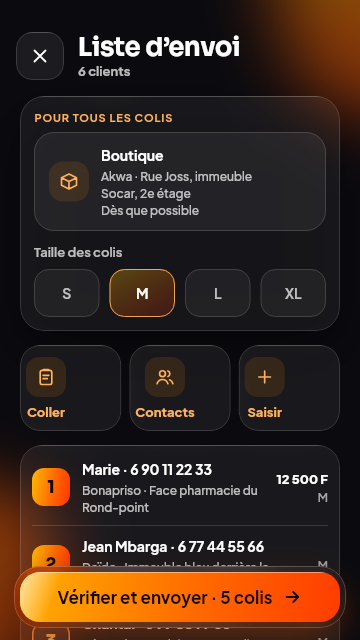 Liste d’envoi
6 clients
POUR TOUS LES COLIS
Boutique
Akwa · Rue Joss, immeuble
Socar, 2e étage
Dès que possible
Taille des colis
S M L XL
Coller Contacts Saisir
1 Marie · 6 90 11 22 33
12 500 F
Bonapriso · Face pharmacie du
Rond-point
M
2 Jean Mbarga · 6 77 44 55 66
M
Vérifier et envoyer · 5 colis →
3